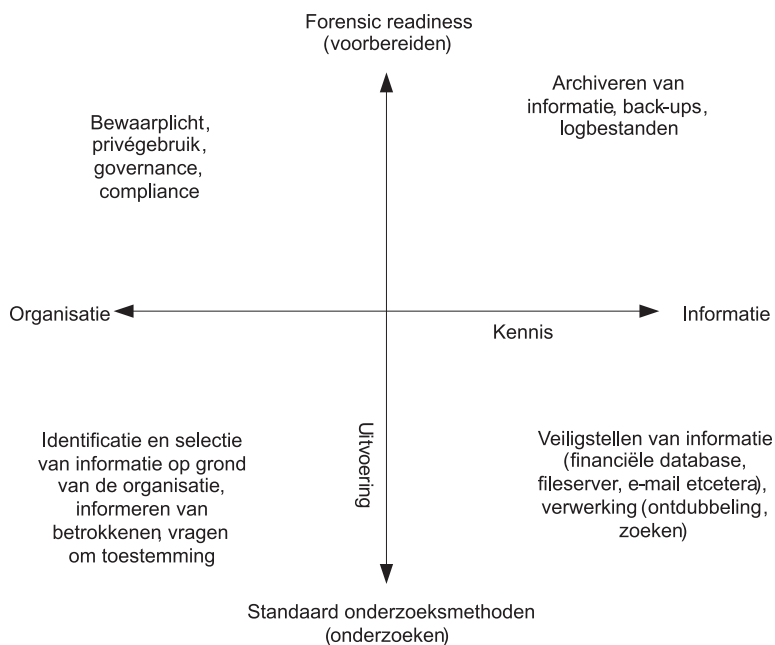 Forensic readiness
(voorbereiden)
Bewaarplicht,
privégebruik,
governance,
compliance
Archiveren van
informatie, back-ups,
logbestanden
Organisatie
Kennis
Informatie
Uitvoering
Identificatie en selectie
van informatie op grond
van de organisatie,
informeren van
betrokkenen, vragen
om toestemming
Veiligstellen van informatie
(financiële database,
fileserver, e-mail etcetera),
verwerking (ontdubbeling,
zoeken)
Standaard onderzoeksmethoden
(onderzoeken)